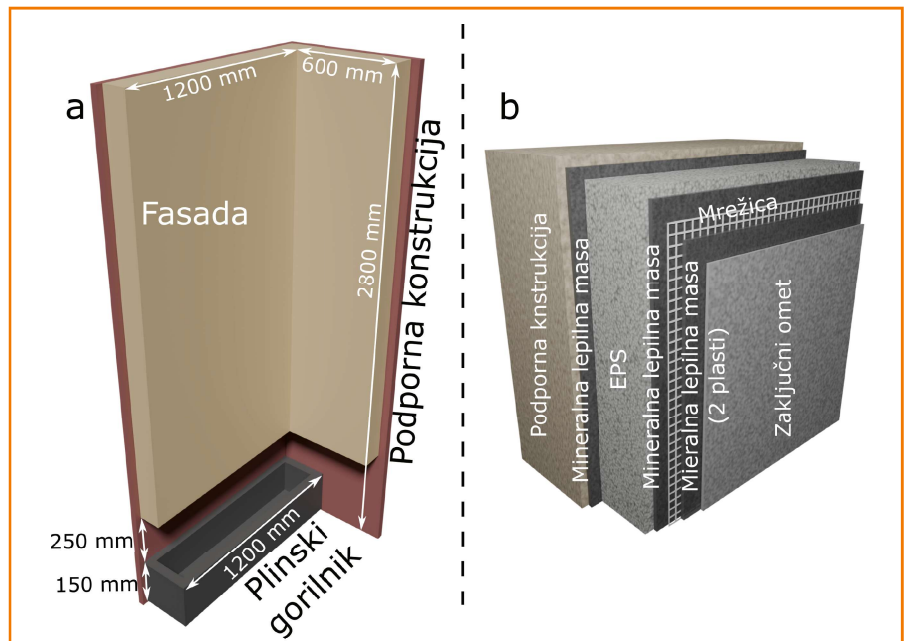 a
1200 mm
600 mm
Fasada
2800 mm
Podporna konstrukcija
250 mm
150 mm
1200 mm
Plinski
gorilnik
b
Podporna knstrukcija
Mineralna lepilna masa
EPS
Mineralna lepilna masa
Mrežica
Mieralna lepilna masa
(2 plasti)
Zaključni omet